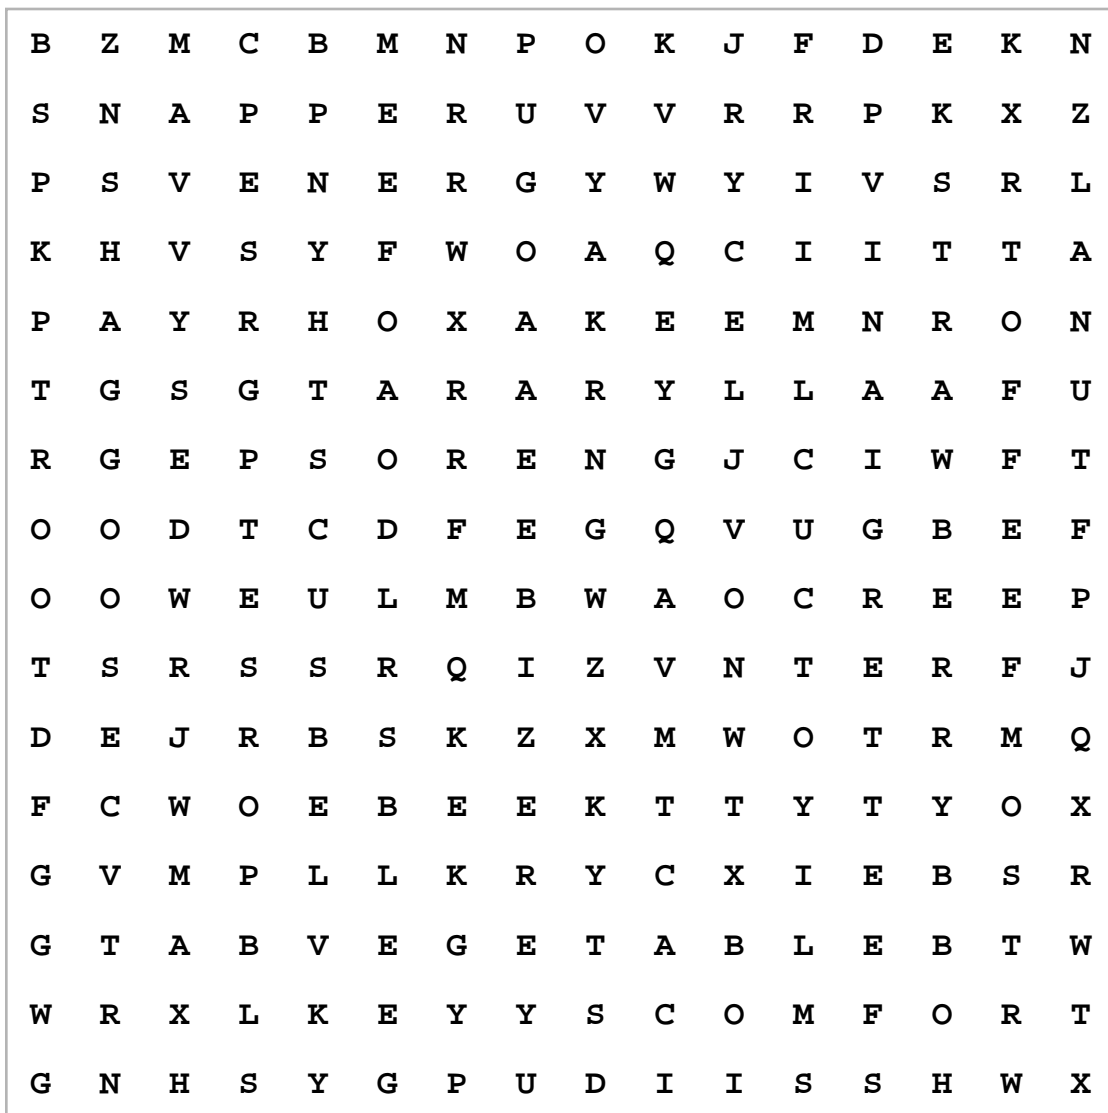 B Z M C B M N P O K J F D E K N
S N A P P E R U V V R R P K X Z
P S V E N E R G Y W Y I V S R L
K H V S Y F W O A Q C I I T T A
P A Y R H O X A K E E M N R O N
T G S G T A R A R Y L L A A F U
R G E P S O R E N G J C I W F T
O O D T C D F E G Q V U G B E F
O O W E U L M B W A O C R E E P
T S R S S R Q I Z V N T E R F J
D E J R B S K Z X M W O T R M Q
F C W O E B E E K T T Y T Y O X
G V M P L L K R Y C X I E B S R
G T A B V E G E T A B L E B T W
W R X L K E Y Y S C O M F O R T
G N H S Y G P U D I I S S H W X